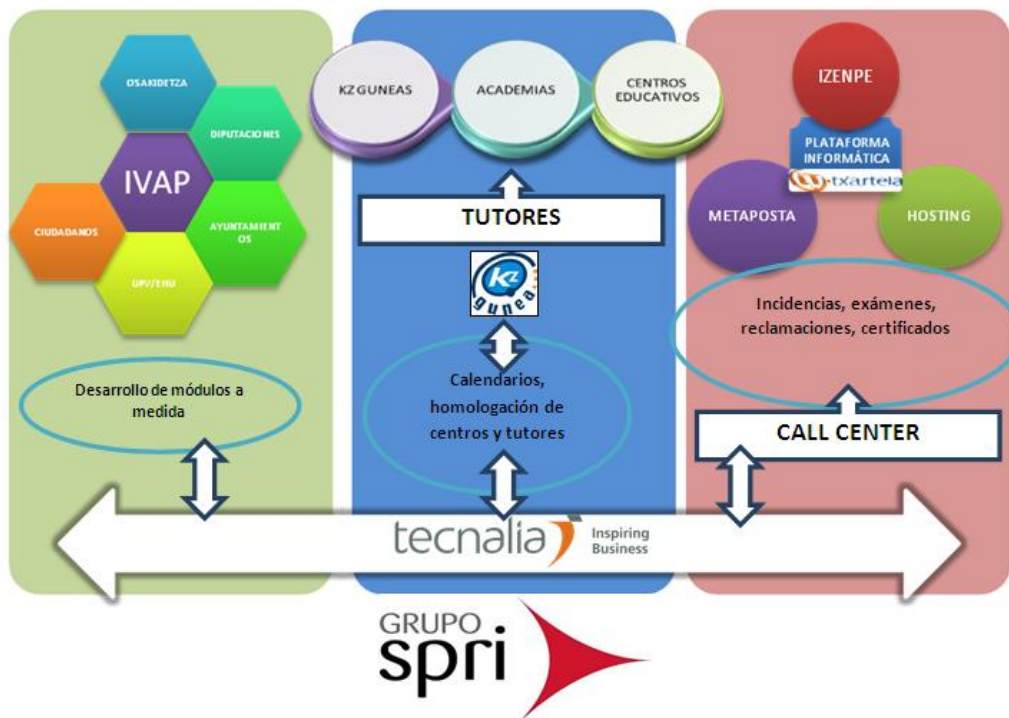 OSAKIDETZA
DIPUTACIONES
IVAP
CIUDADANOS
AYUNTAMIENT
OS
UPV/EHU
Desarrollo de módulos a
medida
KZ GUNEAS
ACADEMIAS
CENTROS
EDUCATIVOS
TUTORES
Kz
gunea
Calendarios,
homologación de
centros y tutores
IZENPE
PLATAFORMA
INFORMÁTICA
-txartela
METAPOSTA
HOSTING
Incidencias, exámenes,
reclamaciones, certificados
CALL CENTER
tecnalia
Inspiring
Business
GRUPO
spri